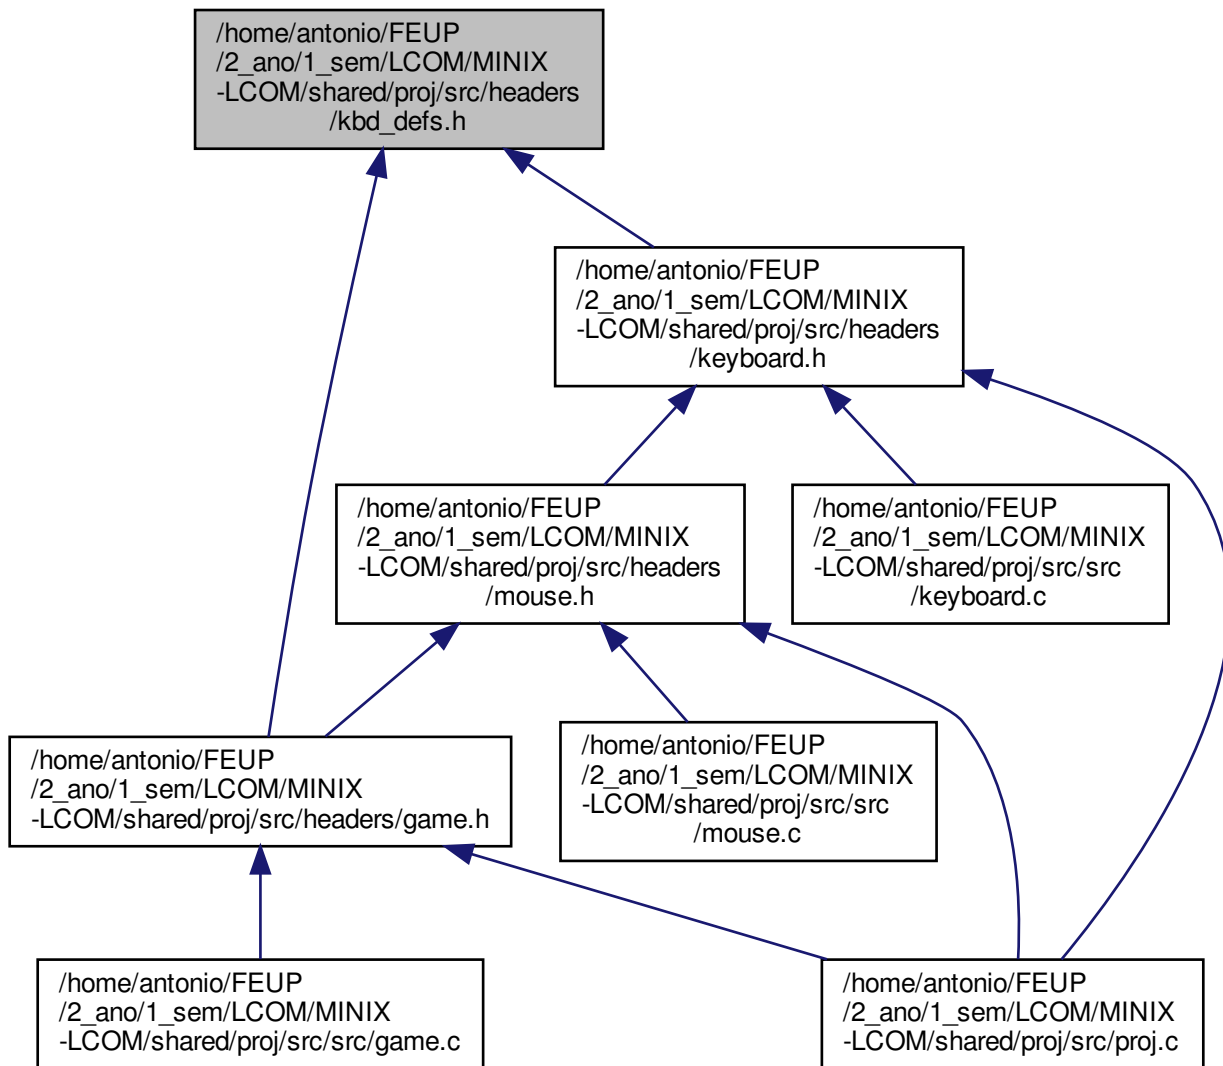 /home/antonio/FEUP
/2_ano/1_sem/LCOM/MINIX
-LCOM/shared/proj/src/headers
/kbd_defs.h
/home/antonio/FEUP
/2_ano/1_sem/LCOM/MINIX
-LCOM/shared/proj/src/headers
/keyboard.h
/home/antonio/FEUP
/2_ano/1_sem/LCOM/MINIX
-LCOM/shared/proj/src/headers
/mouse.h
/home/antonio/FEUP
/2_ano/1_sem/LCOM/MINIX
-LCOM/shared/proj/src/src
/keyboard.c
/home/antonio/FEUP
/2_ano/1_sem/LCOM/MINIX
-LCOM/shared/proj/src/headers/game.h
/home/antonio/FEUP
/2_ano/1_sem/LCOM/MINIX
-LCOM/shared/proj/src/src
/mouse.c
/home/antonio/FEUP
/2_ano/1_sem/LCOM/MINIX
-LCOM/shared/proj/src/src/game.c
/home/antonio/FEUP
/2_ano/1_sem/LCOM/MINIX
-LCOM/shared/proj/src/proj.c